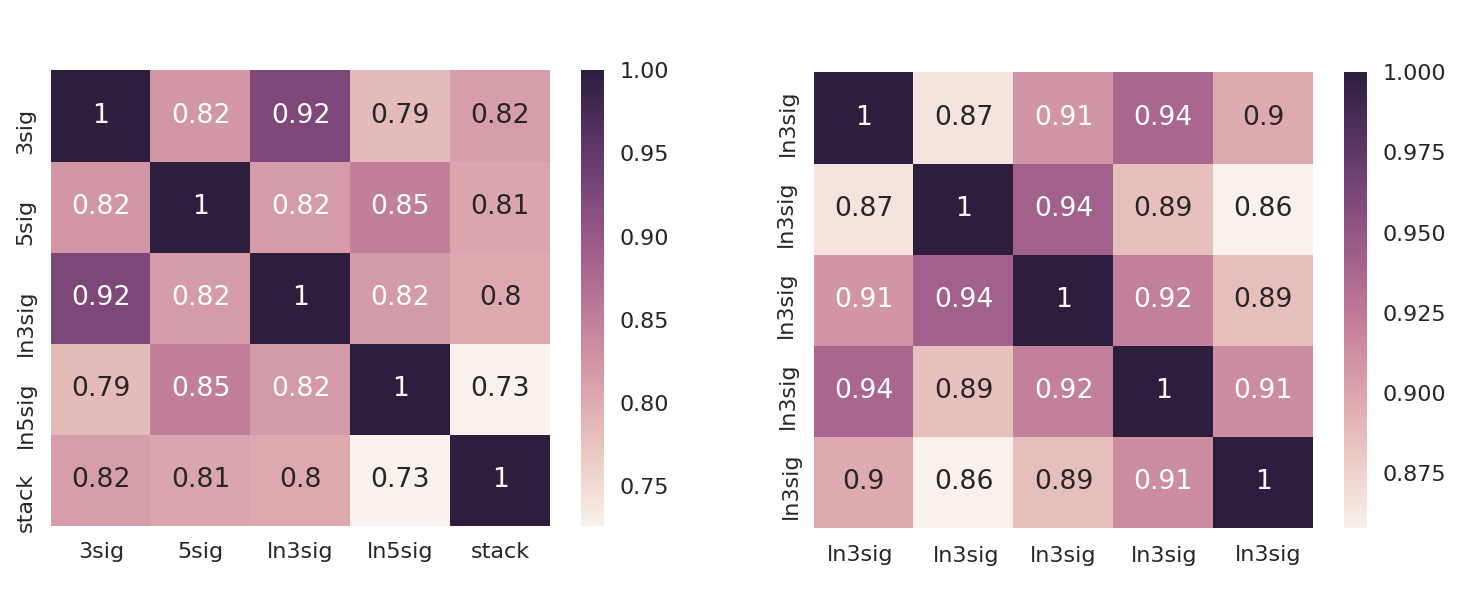 3sig 1 0.82 0.92 0.79 0.82
5sig 0.82 1 0.82 0.85 0.81
ln3sig 0.92 0.82 1 0.82 0.8
ln5sig 0.79 0.85 0.82 1 0.73
stack 0.82 0.81 0.8 0.73 1
3sig 5sig ln3sig ln5sig stack
1.00
0.95
0.90
0.85
0.80
0.75
ln3sig 1 0.87 0.91 0.94 0.9
ln3sig 0.87 1 0.94 0.89 0.86
ln3sig 0.91 0.94 1 0.92 0.89
ln3sig 0.94 0.89 0.92 1 0.91
ln3sig 0.9 0.86 0.89 0.91 1
ln3sig ln3sig ln3sig ln3sig ln3sig
1.000
0.975
0.950
0.925
0.900
0.875